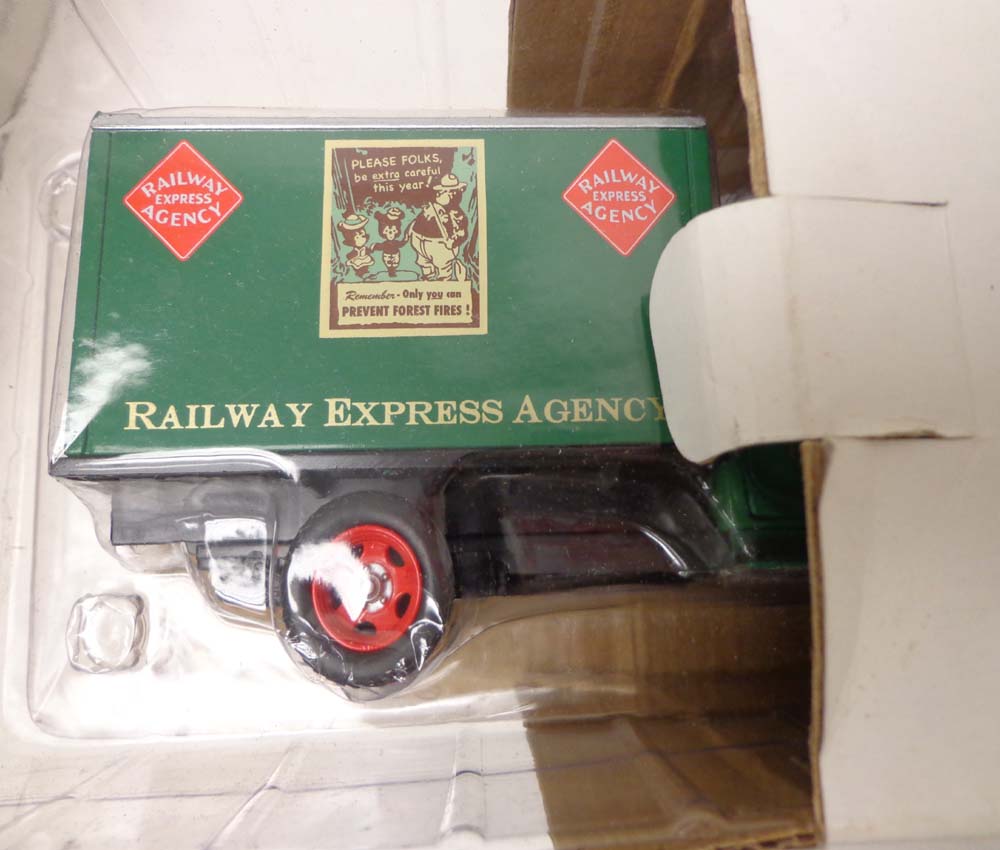 RAILWAY
EXPRESS
AGENCY
PLEASE FOLKS,
be extra careful
this year!
Remember - Only you can
PREVENT FOREST FIRES!
RAILWAY
EXPRESS
AGENCY
RAILWAY EXPRESS AGENCY